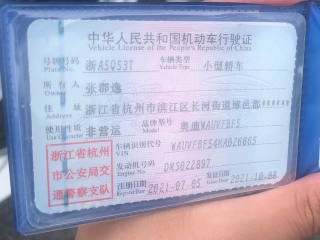 中华人民共和国机动车行驶证
Vehicle License of the People's Republic of China
号牌号码 浙A5Q53T 车辆类型 小型轿车
Plate No. Vehicle Type
所有人 张郡逸
Owner
住址 浙江省杭州市滨江区长河街道
Address
使用性质 非营运 品牌型号 奥迪WAUVFBFS
Use Character Model
浙江省杭州
市公安局交
通警察支队
车辆识别代号 WAUVFBFS4MA026665
VIN
发动机号码 DMS022897
Engine No.
注册日期 2021-07-05 发证日期 2021-10-08
Register Date Issue Date